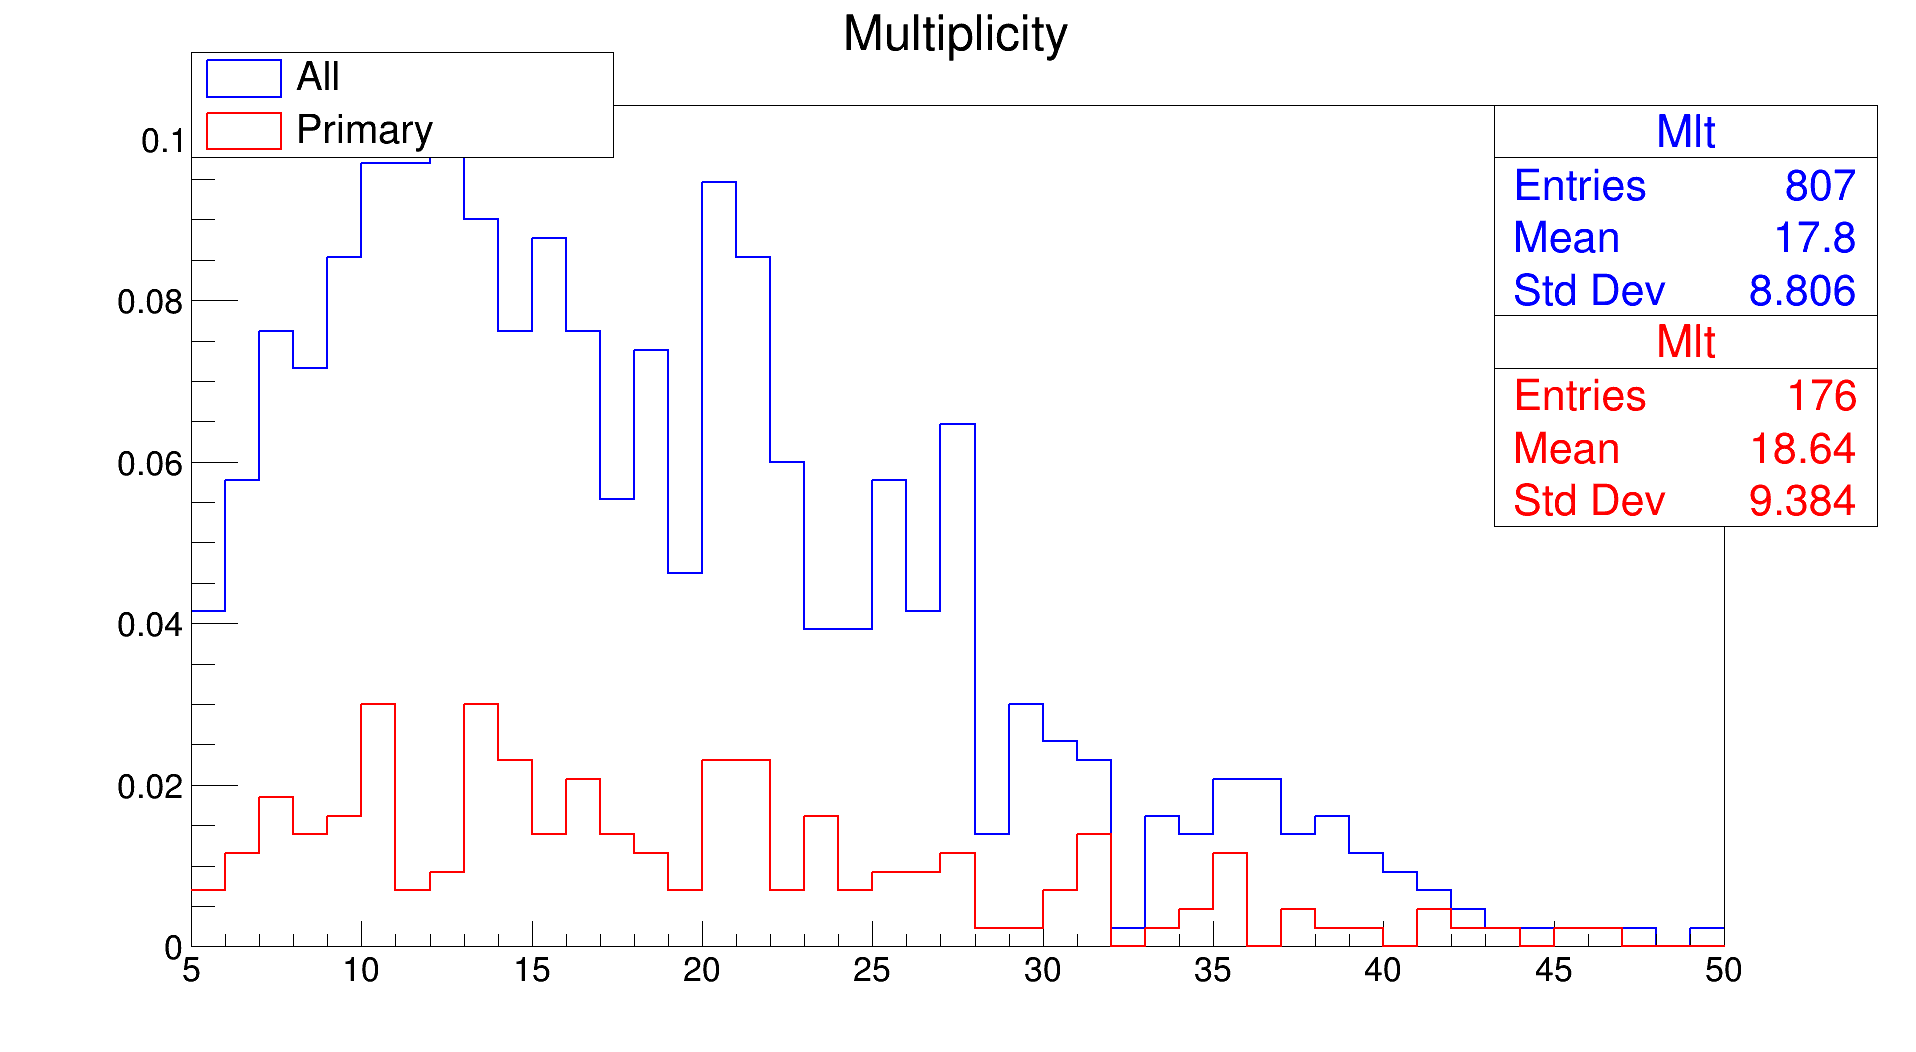 Multiplicity
All
Primary
Mlt
Entries 807
Mean 17.8
Std Dev 8.806
Mlt
Entries 176
Mean 18.64
Std Dev 9.384
0.1
0.08
0.06
0.04
0.02
0
5 10 15 20 25 30 35 40 45 50